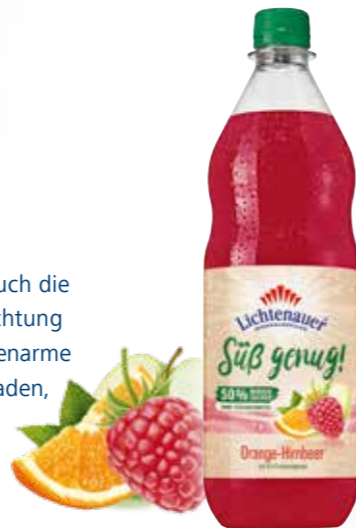 uch die
chtung
enarme
aden,
Lichtenauer
Süß genug!
50%
Orange-Himbeer